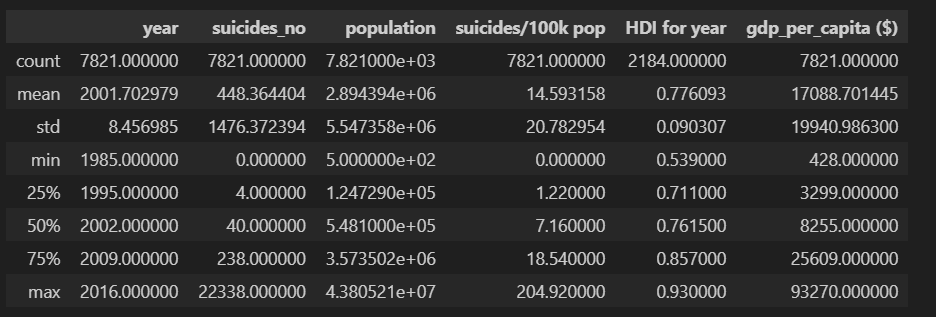 year suicides_no population suicides/100k pop HDI for year gdp_per_capita ($)
count 7821.000000 7821.000000 7.821000e+03 7821.000000 2184.000000 7821.000000
mean 2001.702979 448.364404 2.894394e+06 14.593158 0.776093 17088.701445
std 8.456985 1476.372394 5.547358e+06 20.782954 0.090307 19940.986300
min 1985.000000 0.000000 5.000000e+02 0.000000 0.539000 428.000000
25% 1995.000000 4.000000 1.247290e+05 1.220000 0.711000 3299.000000
50% 2002.000000 40.000000 5.481000e+05 7.160000 0.761500 8255.000000
75% 2009.000000 238.000000 3.573502e+06 18.540000 0.857000 25609.000000
max 2016.000000 22338.000000 4.380521e+07 204.920000 0.930000 93270.000000